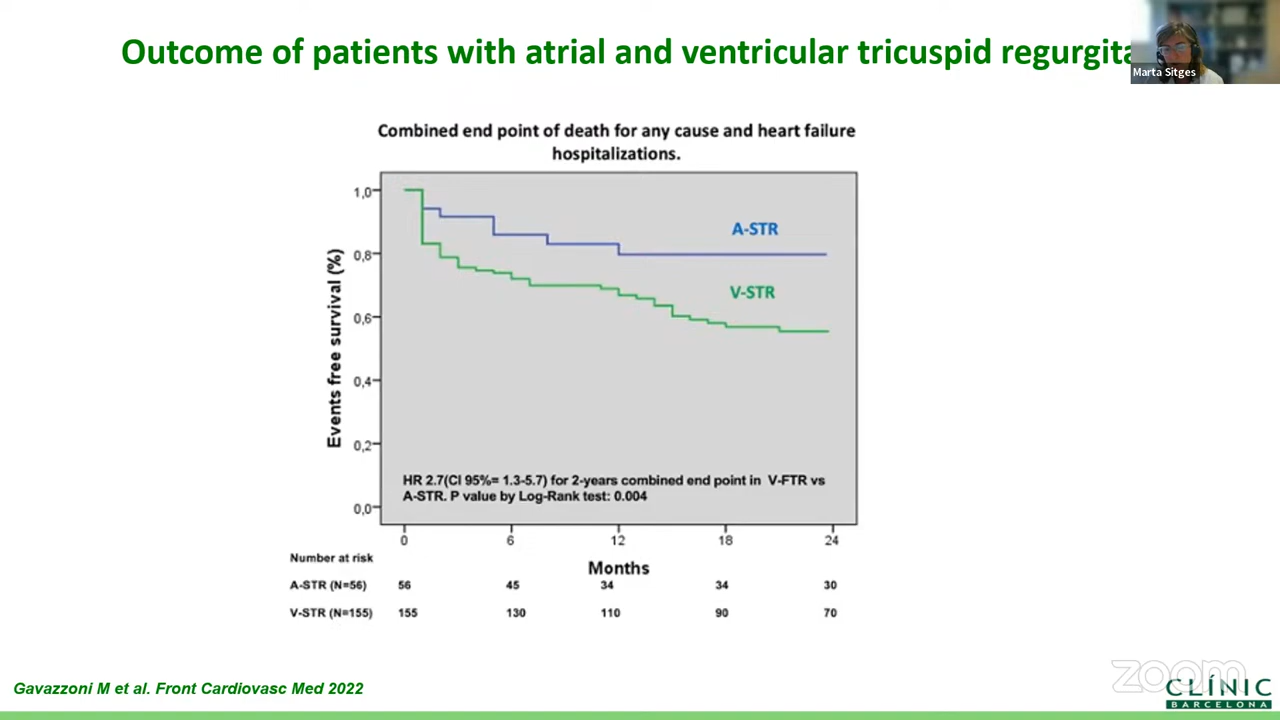 Outcome of patients with atrial and ventricular tricuspid regurgita
Marta Sitges
Combined end point of death for any cause and heart failure
hospitalizations.
Events free survival (%)
1,0
0,8
0,6
0,4
0,2
0,0
A-STR
V-STR
HR 2.7(CI 95%= 1.3-5.7) for 2-years combined end point in V-FTR vs
A-STR. P value by Log-Rank test: 0.004
0 6 12 18 24
Months
Number at risk
A-STR (N=56) 56 45 34 34 30
V-STR (N=155) 155 130 110 90 70
Gavazzoni M et al. Front Cardiovasc Med 2022
zoom
CLÍNIC
BARCELONA